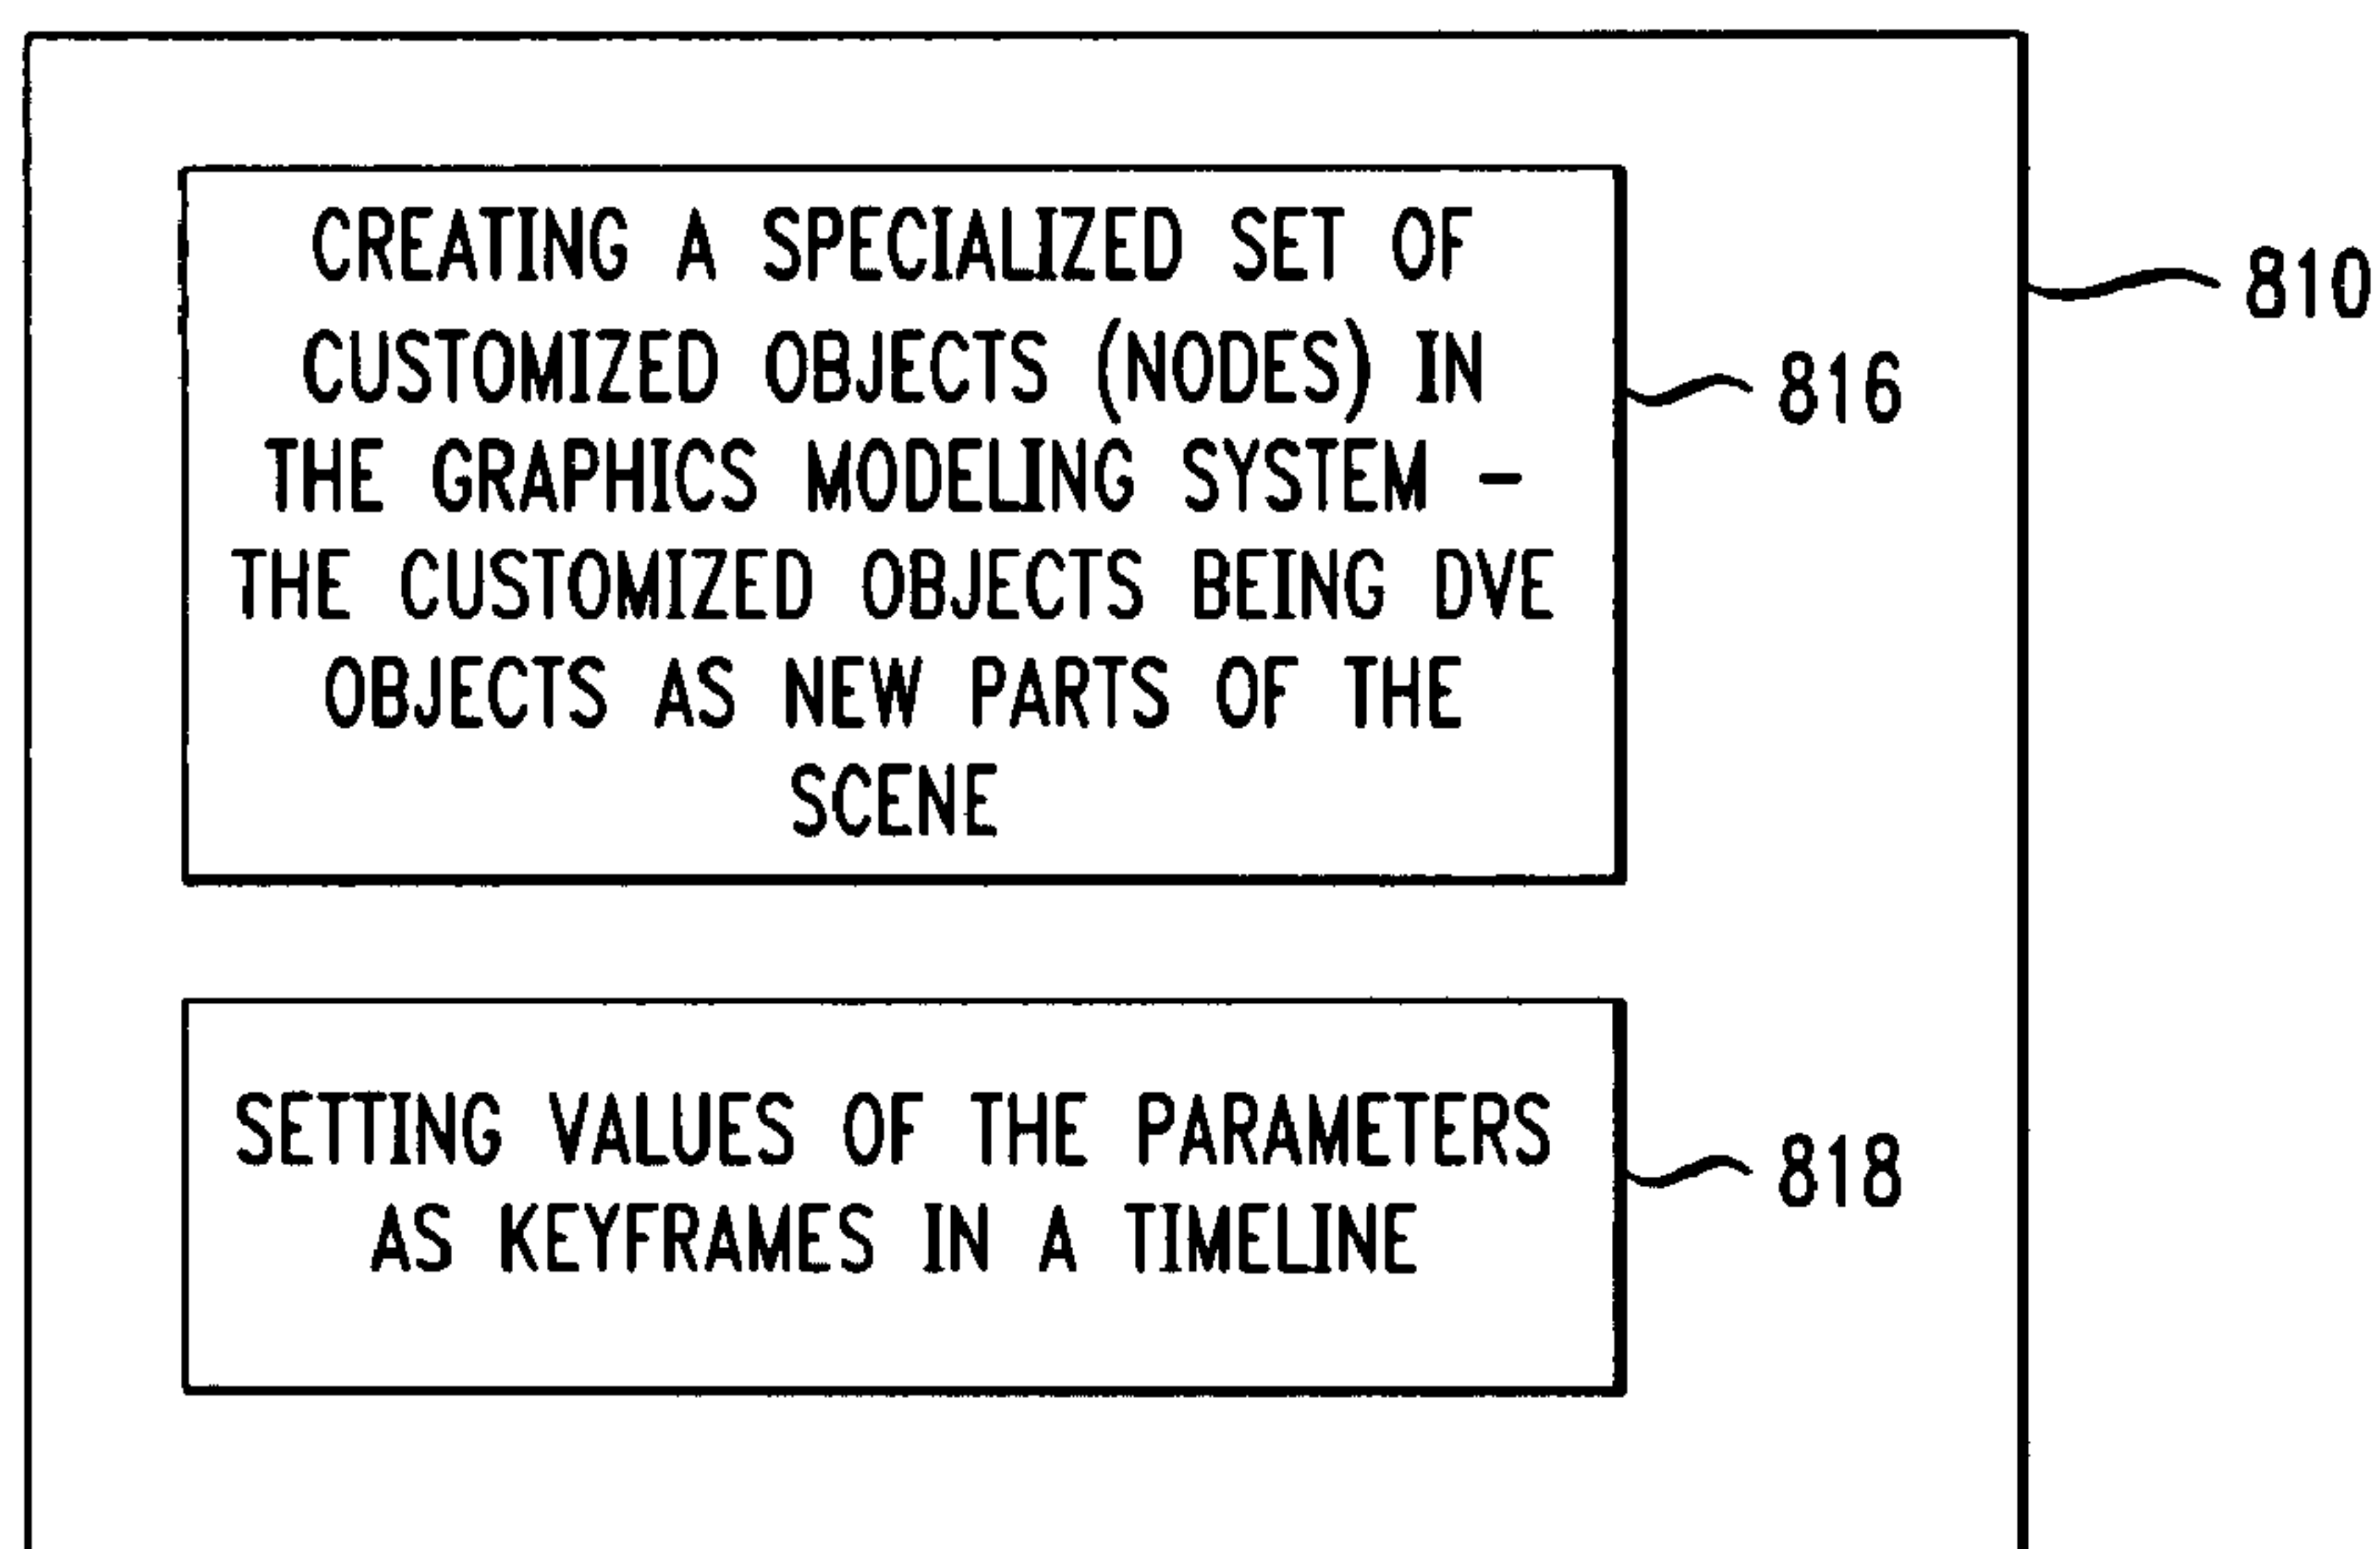 CREATING A SPECIALIZED SET OF
CUSTOMIZED OBJECTS (NODES) IN
THE GRAPHICS MODELING SYSTEM -
THE CUSTOMIZED OBJECTS BEING DVE
OBJECTS AS NEW PARTS OF THE
SCENE
810
816
SETTING VALUES OF THE PARAMETERS
AS KEYFRAMES IN A TIMELINE
818